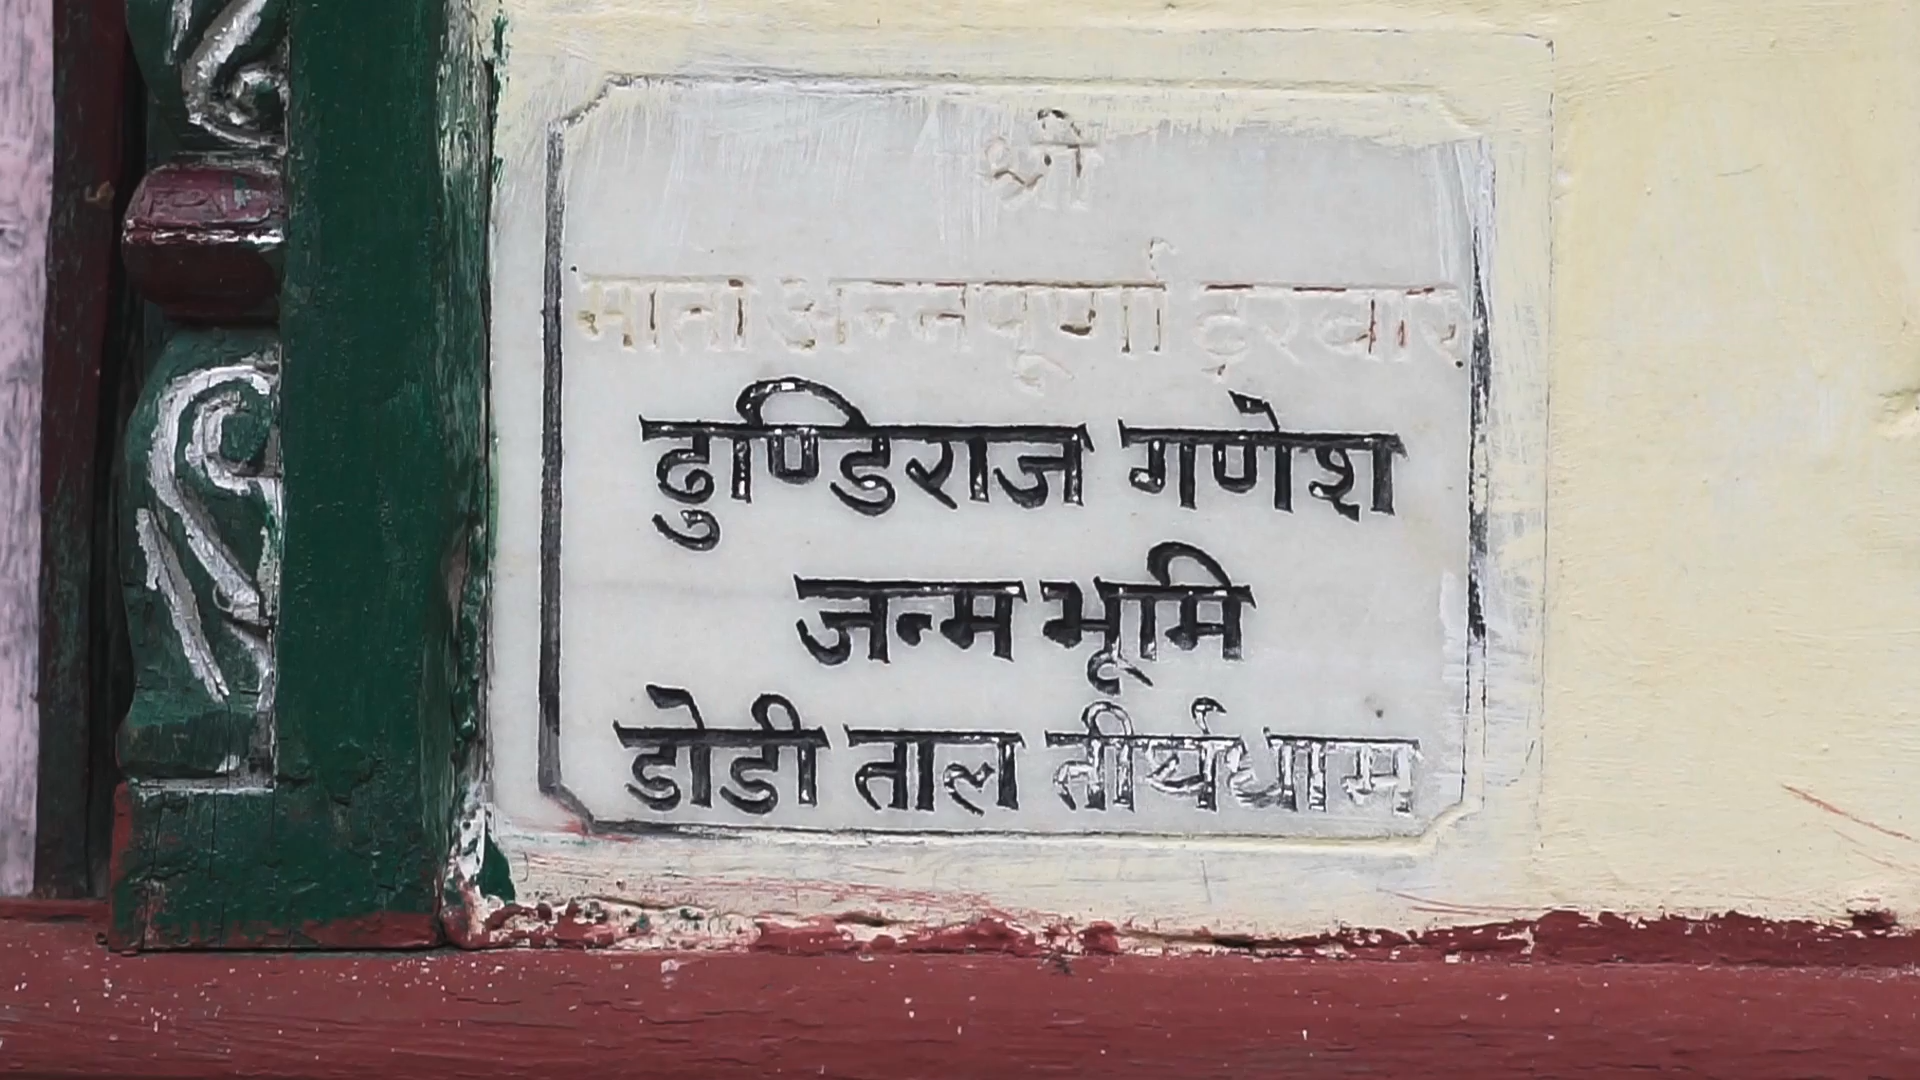 श्री
माता अन्नपूर्णा दरबार
ढुण्डिराज गणेश
जन्म भूमि
डोडी ताल तीर्थधाम